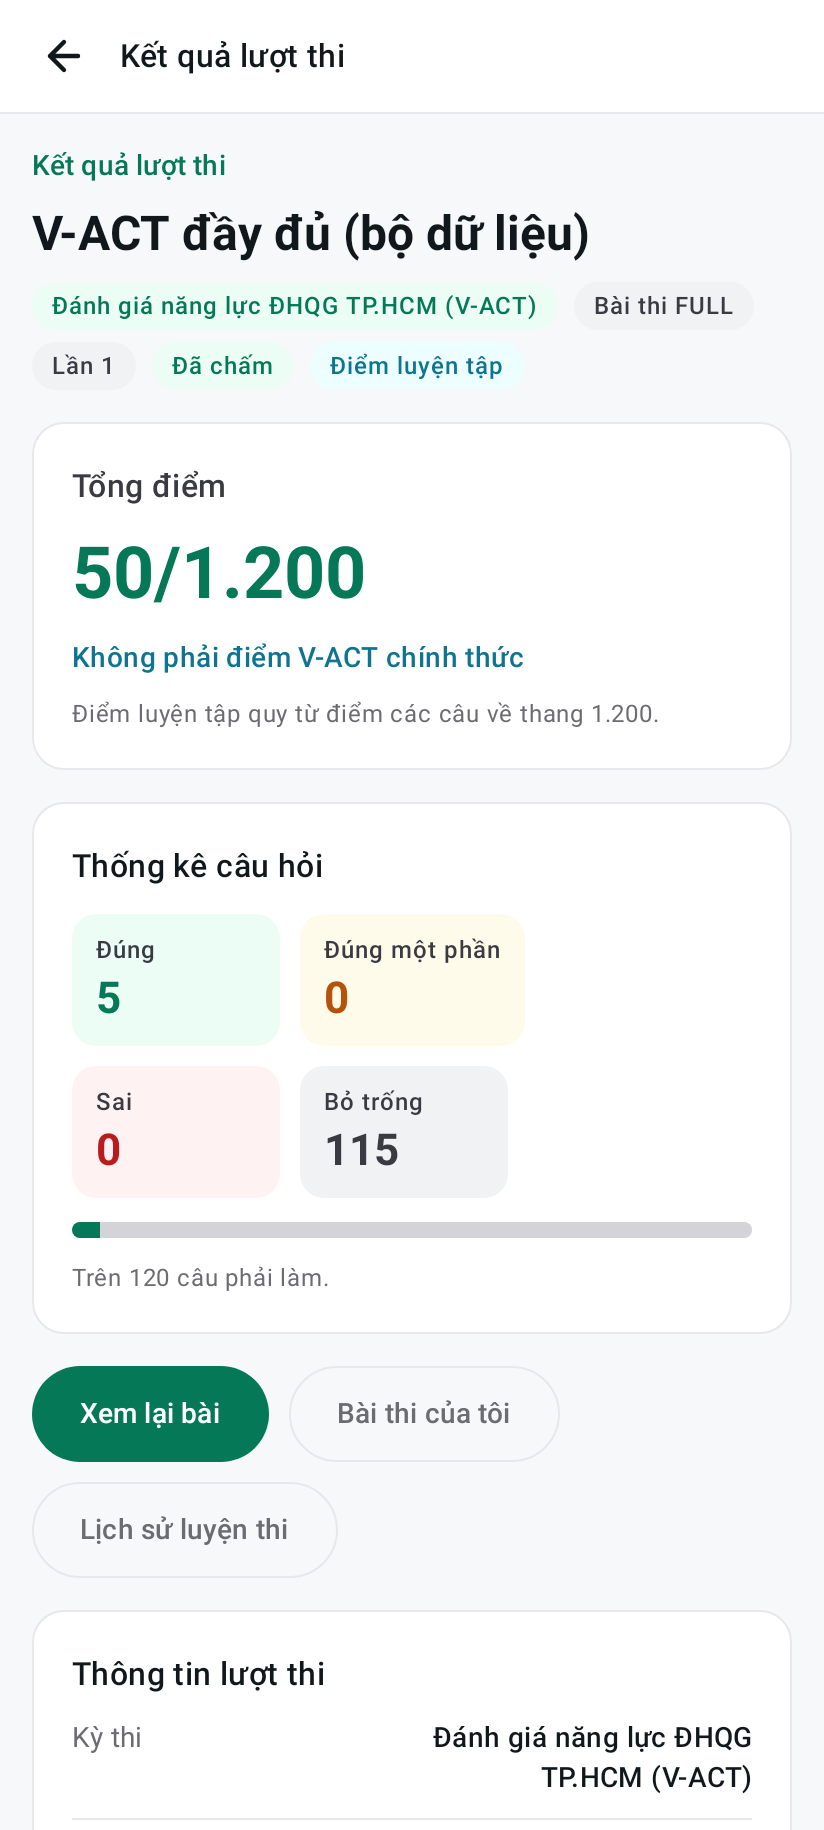 Kết quả lượt thi
Kết quả lượt thi
V-ACT đầy đủ (bộ dữ liệu)
Đánh giá năng lực ĐHQG TP.HCM (V-ACT)
Bài thi FULL
Lần 1
Đã chấm
Điểm luyện tập
Tổng điểm
50/1.200
Không phải điểm V-ACT chính thức
Điểm luyện tập quy từ điểm các câu về thang 1.200.
Thống kê câu hỏi
Đúng
5
Đúng một phần
0
Sai
0
Bỏ trống
115
Trên 120 câu phải làm.
Xem lại bài
Bài thi của tôi
Lịch sử luyện thi
Thông tin lượt thi
Kỳ thi
Đánh giá năng lực ĐHQG
TP.HCM (V-ACT)